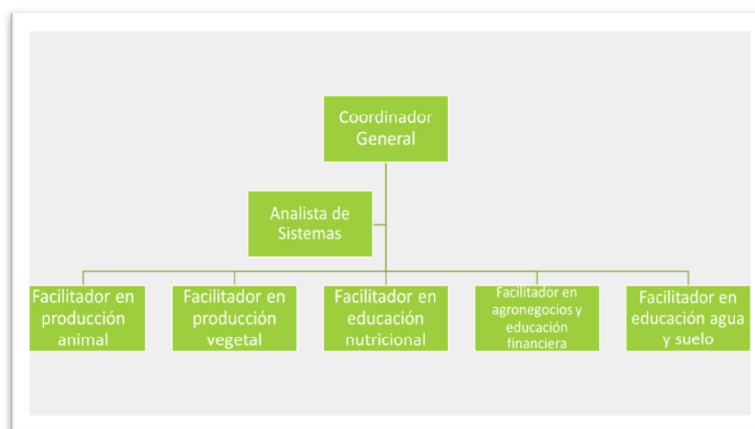 Coordinador
General
Analista de
Sistemas
Facilitador en
producción
animal
Facilitador en
producción
vegetal
Facilitador en
educación
nutricional
Facilitador en
agronegocios y
educación
financiera
Facilitador en
educación agua
y suelo